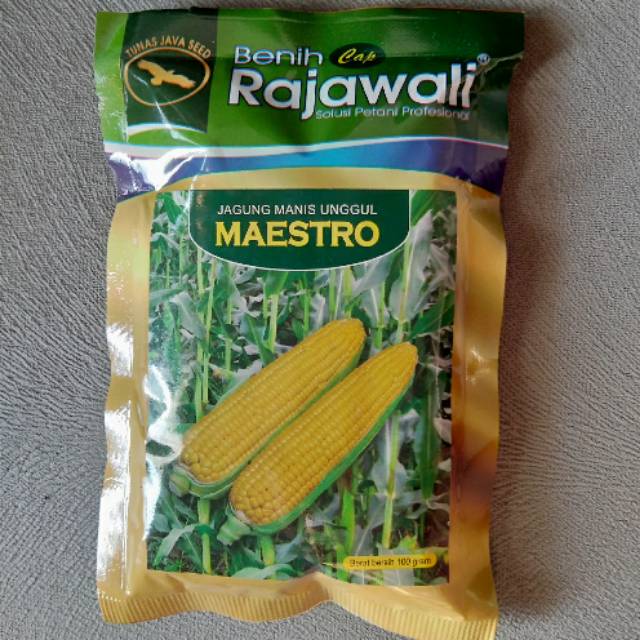 TUNAS JAVA SEED
Benih Cap
Rajawali®
Solusi Petani Profesional
JAGUNG MANIS UNGGUL
MAESTRO
Berat bersih 100 gram